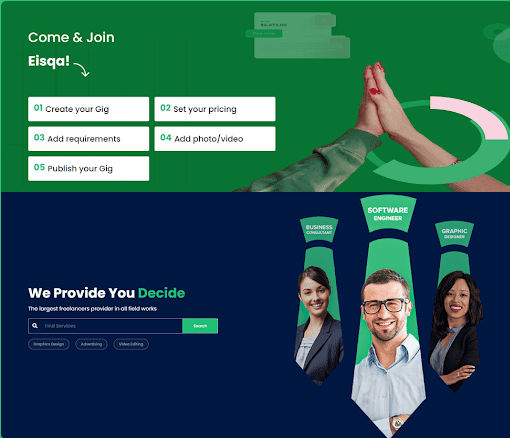 Come & Join
Eisqa!
01 Create your Gig
02 Set your pricing
03 Add requirements
04 Add photo/video
05 Publish your Gig
BUSINESS
CONSULTANT
SOFTWARE
ENGINEER
GRAPHIC
DESIGNER
We Provide You Decide
The largest freelancers provider in all field works
Find Services
Search
Graphics Design
Advertising
Video Editing